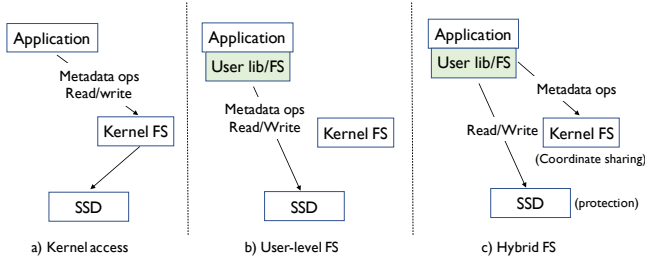 Application
Metadata ops
Read/write
Kernel FS
SSD
a) Kernel access
Application
User lib/FS
Metadata ops
Read/Write
Kernel FS
SSD
b) User-level FS
Application
User lib/FS
Metadata ops
Read/Write
Kernel FS
(Coordinate sharing)
SSD
(protection)
c) Hybrid FS